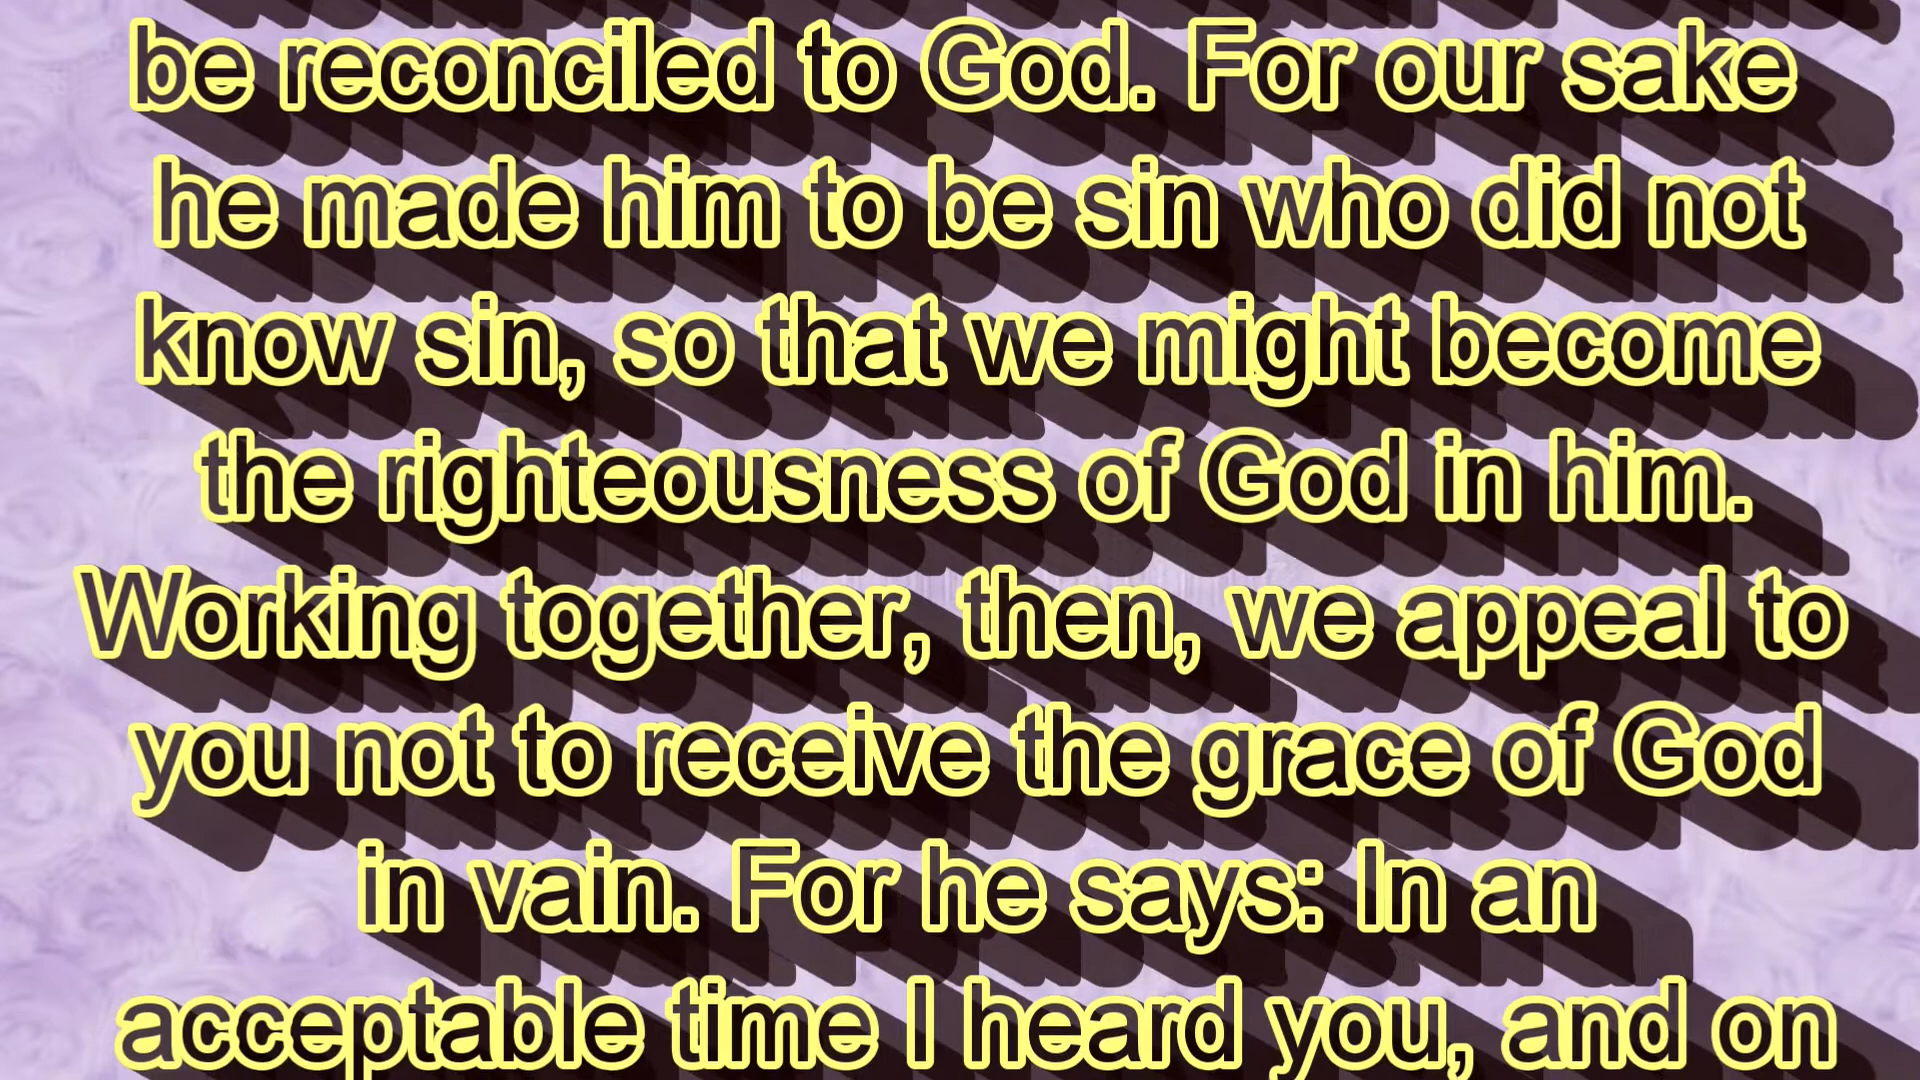 be reconciled to God. For our sake
he made him to be sin who did not
know sin, so that we might become
the righteousness of God in him.
Working together, then, we appeal to
you not to receive the grace of God
in vain. For he says: In an
acceptable time I heard you, and on